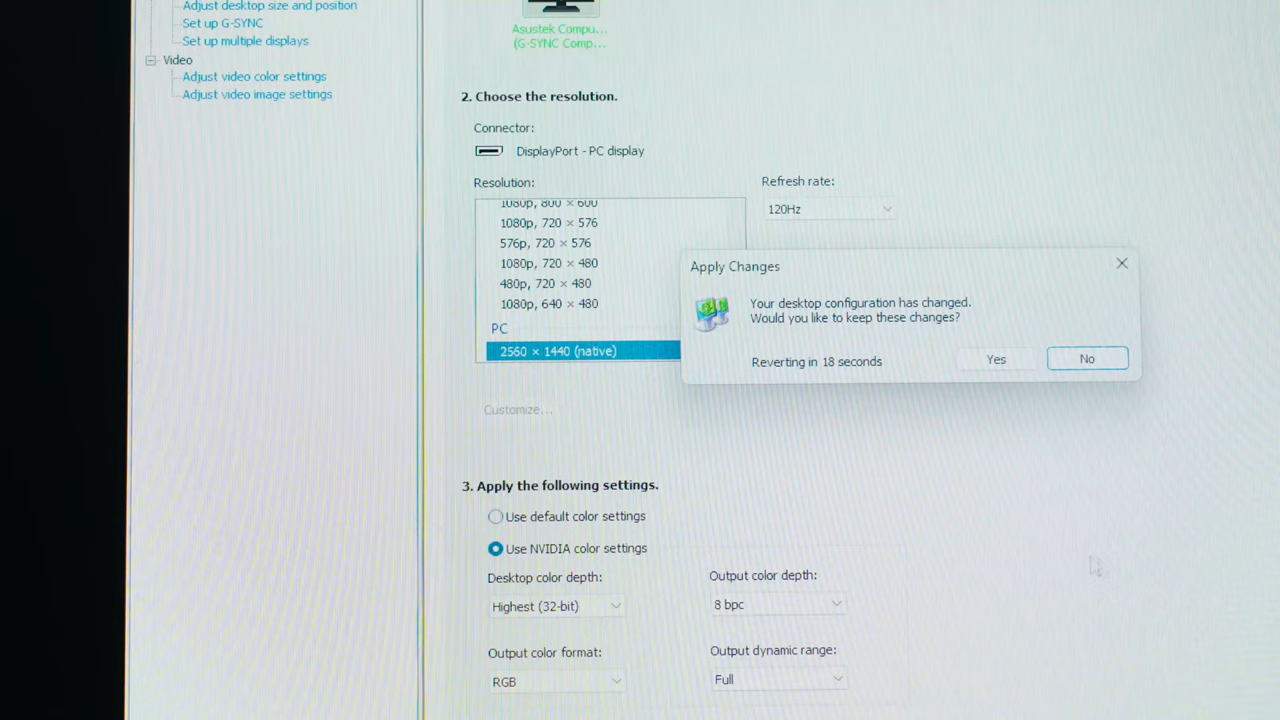 Adjust desktop size and position
Set up G-SYNC
Set up multiple displays
Video
Adjust video color settings
Adjust video image settings
Asustek Compu...
(G-SYNC Comp...
2. Choose the resolution.
Connector:
DisplayPort - PC display
Resolution:
Refresh rate:
1080p, 800 × 600
120Hz
1080p, 720 × 576
576p, 720 × 576
1080p, 720 × 480
480p, 720 × 480
1080p, 640 × 480
PC
2560 × 1440 (native)
Apply Changes
Your desktop configuration has changed.
Would you like to keep these changes?
Reverting in 18 seconds
Yes
No
Customize...
3. Apply the following settings.
Use default color settings
Use NVIDIA color settings
Desktop color depth:
Output color depth:
Highest (32-bit)
8 bpc
Output color format:
Output dynamic range:
RGB
Full